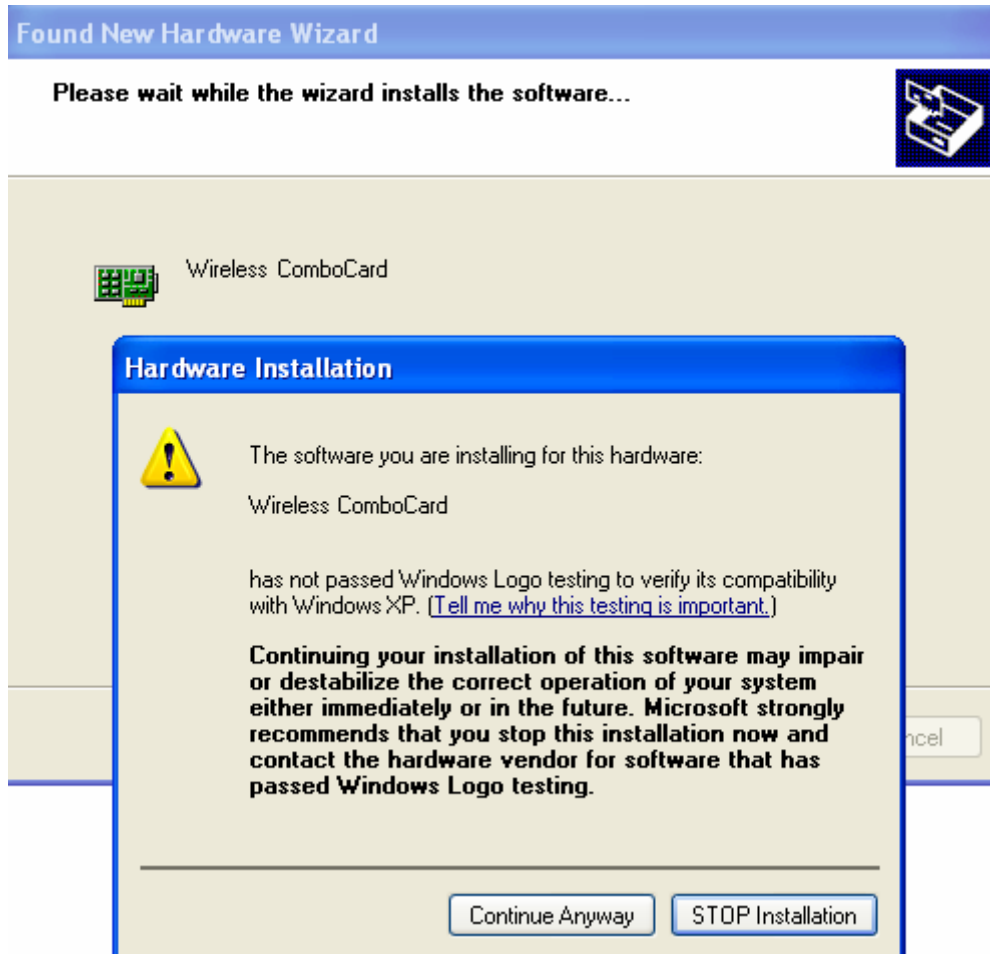 Found New Hardware Wizard
Please wait while the wizard installs the software...
Wireless ComboCard
Hardware Installation
The software you are installing for this hardware:
Wireless ComboCard
has not passed Windows Logo testing to verify its compatibility
with Windows XP. (Tell me why this testing is important.)
Continuing your installation of this software may impair
or destabilize the correct operation of your system
either immediately or in the future. Microsoft strongly
recommends that you stop this installation now and
contact the hardware vendor for software that has
passed Windows Logo testing.
ncel
Continue Anyway
STOP Installation